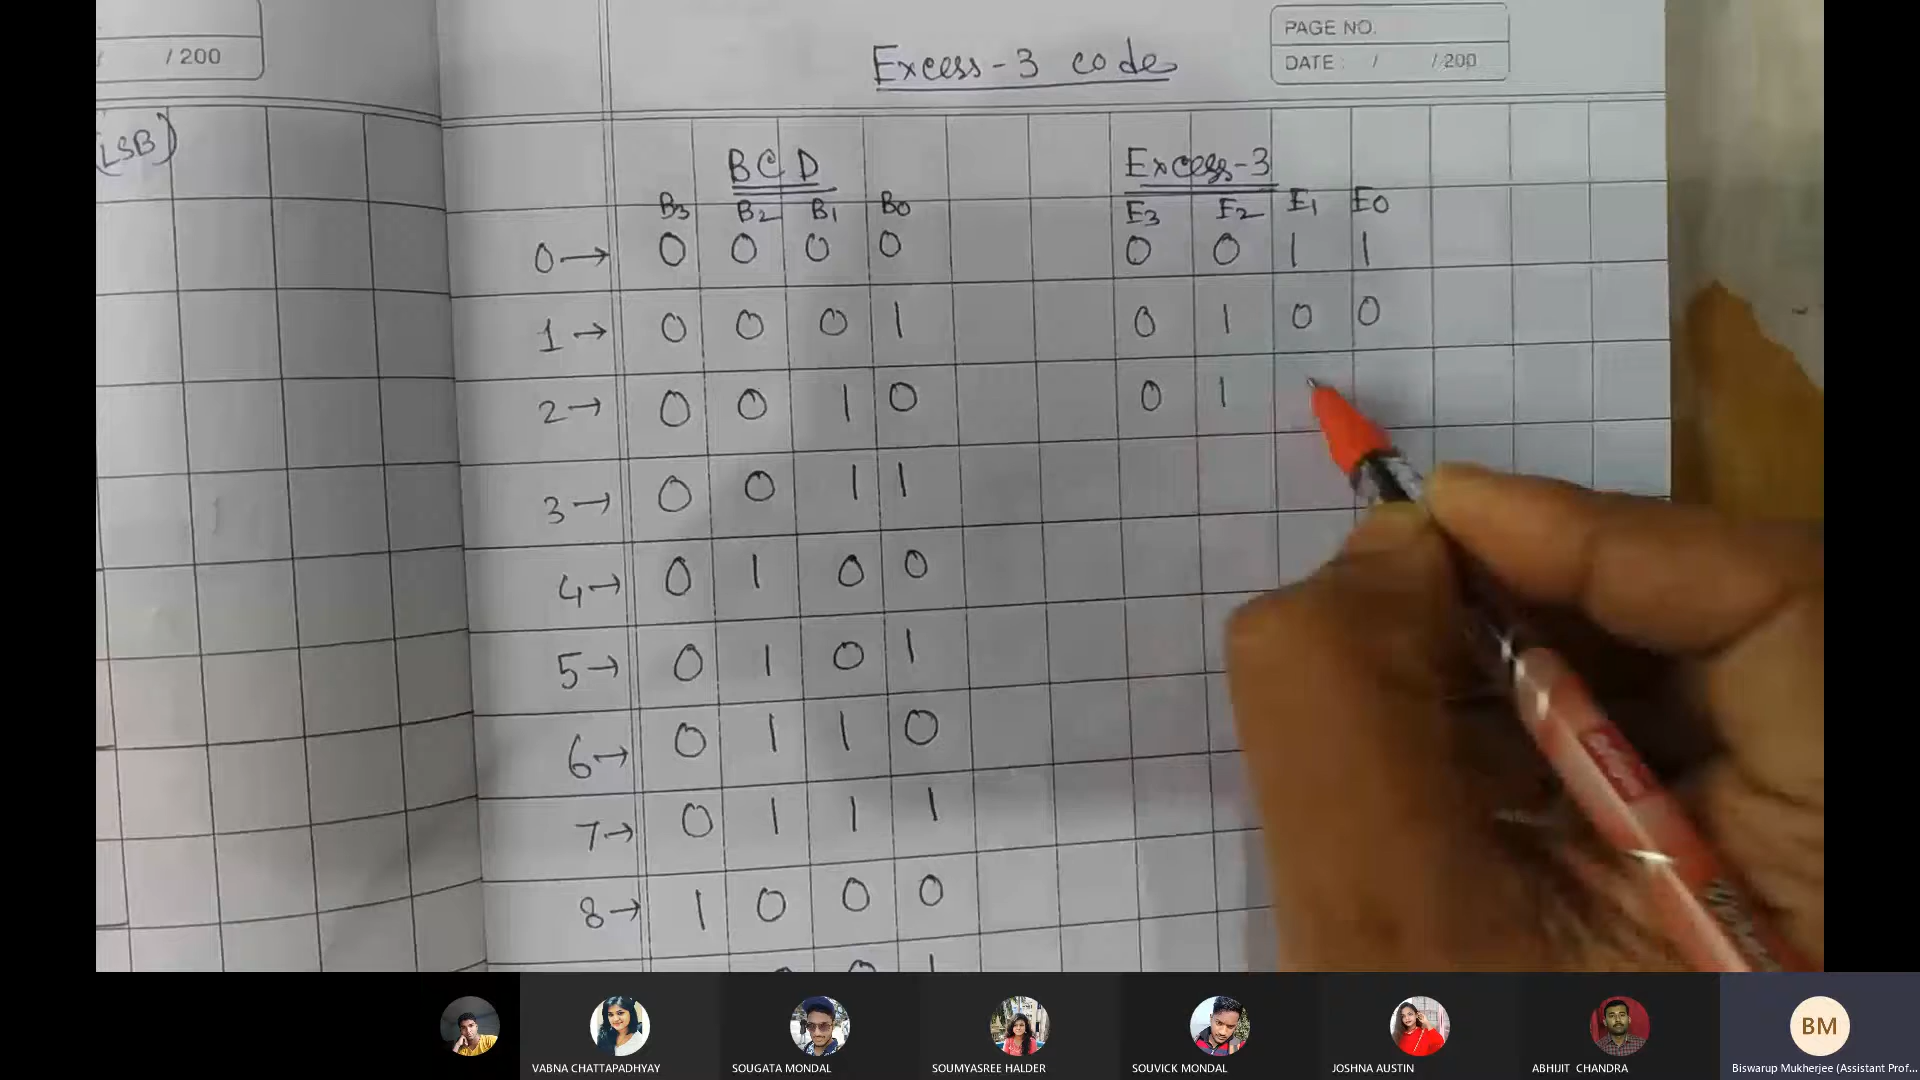 / 200
PAGE NO.
DATE : / / 200
Excess-3 code
(LSB)
BCD Excess-3
B3 B2 B1 B0 E3 E2 E1 E0
0→ 0 0 0 0 0 0 1 1
1→ 0 0 0 1 0 1 0 0
2→ 0 0 1 0 0 1
3→ 0 0 1 1
4→ 0 1 0 0
5→ 0 1 0 1
6→ 0 1 1 0
7→ 0 1 1 1
8→ 1 0 0 0
VABNA CHATTAPADHYAY
SOUGATA MONDAL
SOUMYASREE HALDER
SOUVICK MONDAL
JOSHNA AUSTIN
ABHIJIT CHANDRA
BM
Biswarup Mukherjee (Assistant Prof...